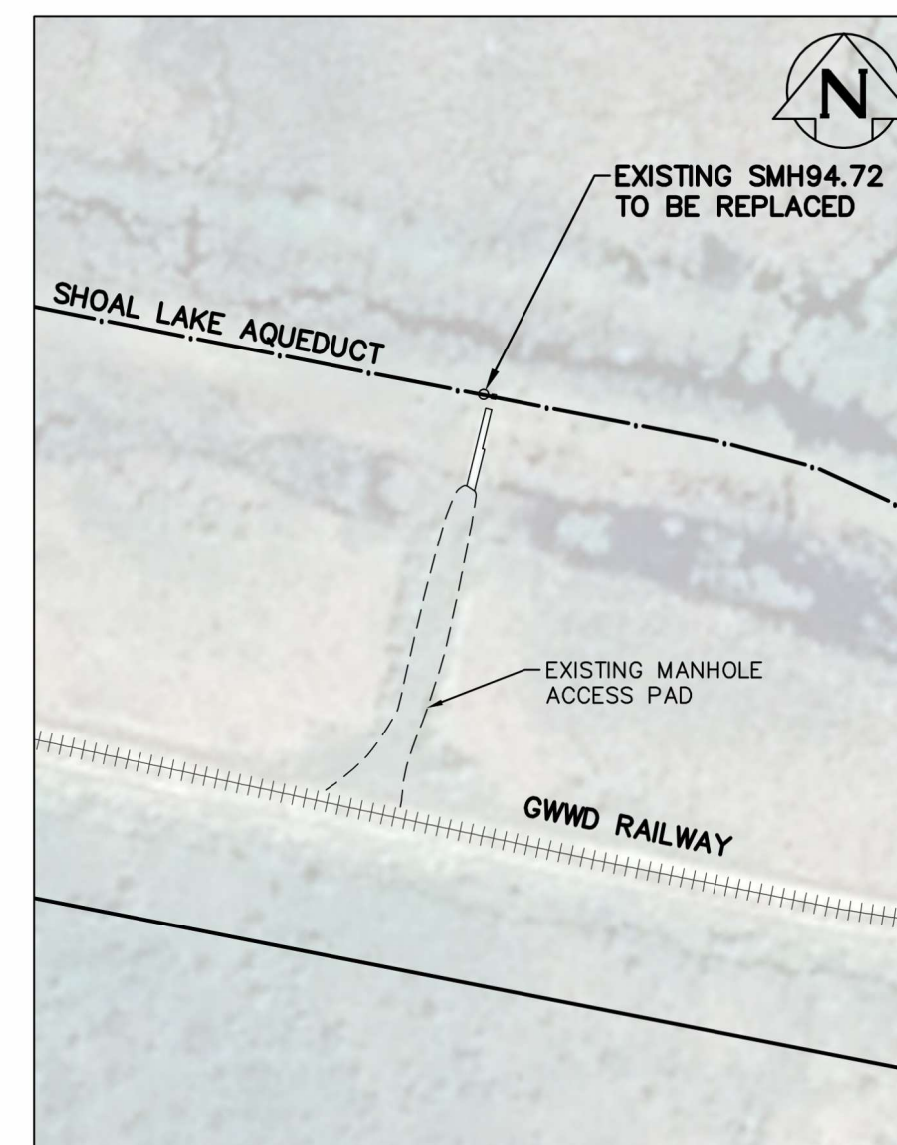 N
EXISTING SMH94.72
TO BE REPLACED
SHOAL LAKE AQUEDUCT
EXISTING MANHOLE
ACCESS PAD
GWWD RAILWAY